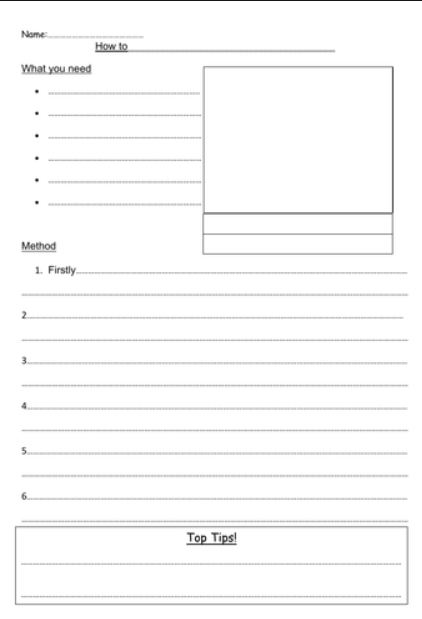 Name:
How to
What you need
Method
1. Firstly
2
3
4
5
6
Top Tips!